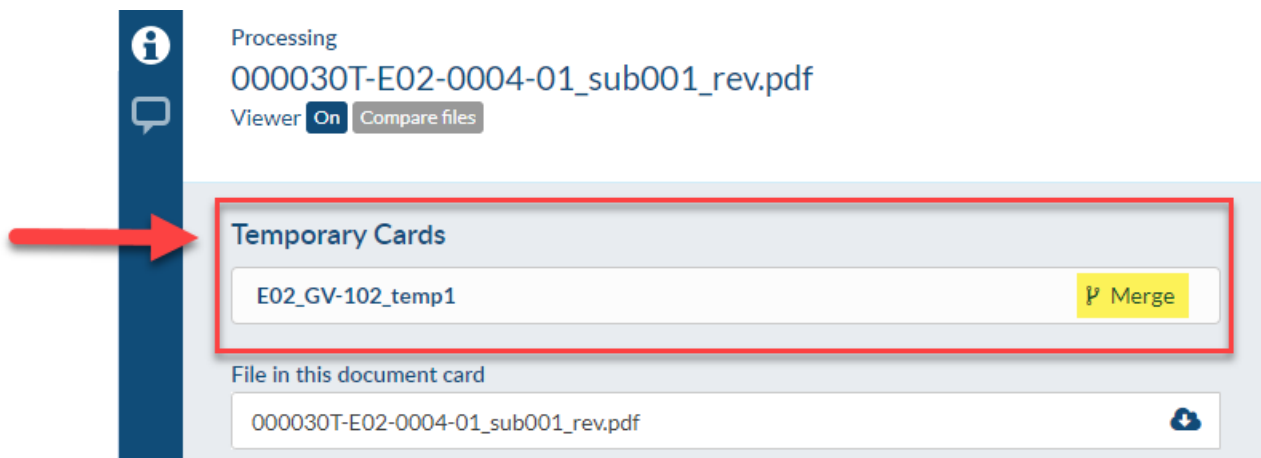 Processing
000030T-E02-0004-01_sub001_rev.pdf
Viewer On Compare files
Temporary Cards
E02_GV-102_temp1 Merge
File in this document card
000030T-E02-0004-01_sub001_rev.pdf